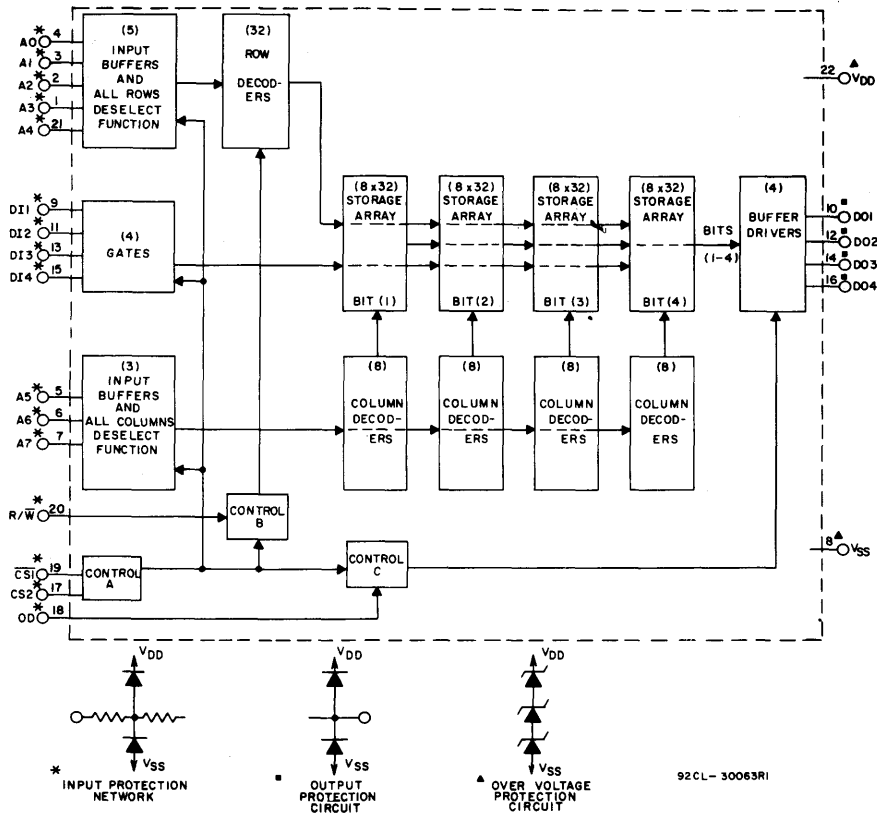 A0 * 4
A1 * 3
A2 * 2
A3 * 1
A4 * 21
(5)
INPUT
BUFFERS
AND
ALL ROWS
DESELECT
FUNCTION
(32)
ROW
DECOD-
ERS
22 ▲ VDD
DI1 * 9
DI2 * 11
DI3 * 13
DI4 * 15
(4)
GATES
(8 x 32)
STORAGE
ARRAY
BIT (1)
(8 x 32)
STORAGE
ARRAY
BIT (2)
(8 x 32)
STORAGE
ARRAY
BIT (3)
(8 x 32)
STORAGE
ARRAY
BIT (4)
BITS
(1-4)
(4)
BUFFER
DRIVERS
10 ■ DO1
12 ■ DO2
14 ■ DO3
16 ■ DO4
A5 * 5
A6 * 6
A7 * 7
(3)
INPUT
BUFFERS
AND
ALL COLUMNS
DESELECT
FUNCTION
(8)
COLUMN
DECOD-
ERS
(8)
COLUMN
DECOD-
ERS
(8)
COLUMN
DECOD-
ERS
(8)
COLUMN
DECOD-
ERS
R/W̅ * 20
CONTROL
B
C̅S̅1̅ * 19
CS2 * 17
OD * 18
CONTROL
A
CONTROL
C
8 ▲ VSS
VDD
VSS
* INPUT PROTECTION
NETWORK
VDD
VSS
■ OUTPUT
PROTECTION
CIRCUIT
VDD
VSS
▲ OVER VOLTAGE
PROTECTION
CIRCUIT
92CL-30063R1